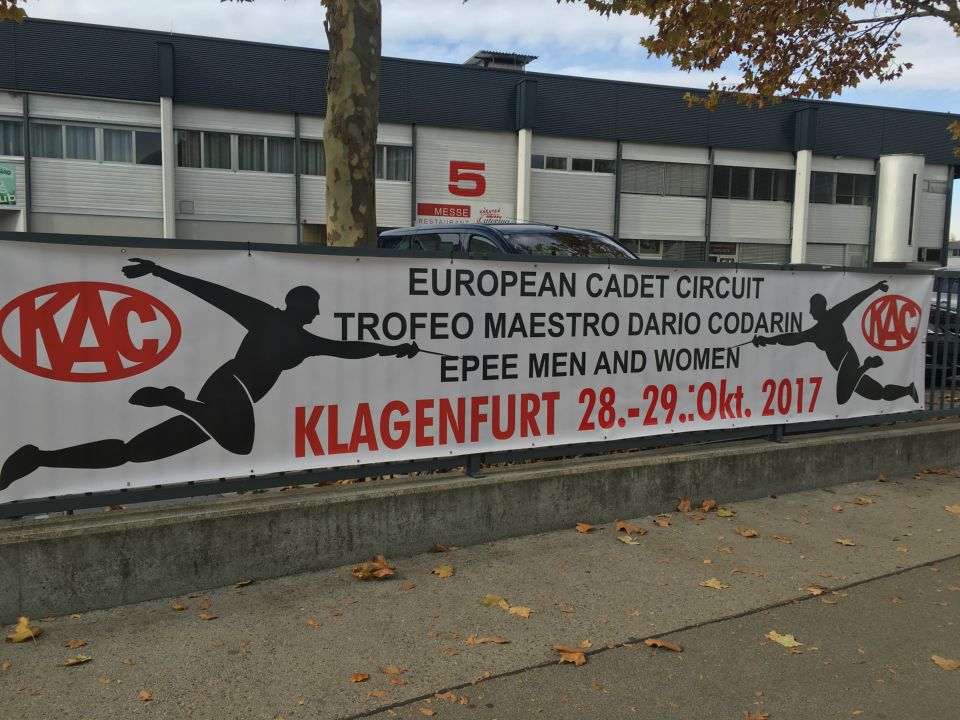 5
MESSE
RESTAURANT
KAC
EUROPEAN CADET CIRCUIT
TROFEO MAESTRO DARIO CODARIN
EPEE MEN AND WOMEN
KLAGENFURT 28.-29. Okt. 2017
KAC